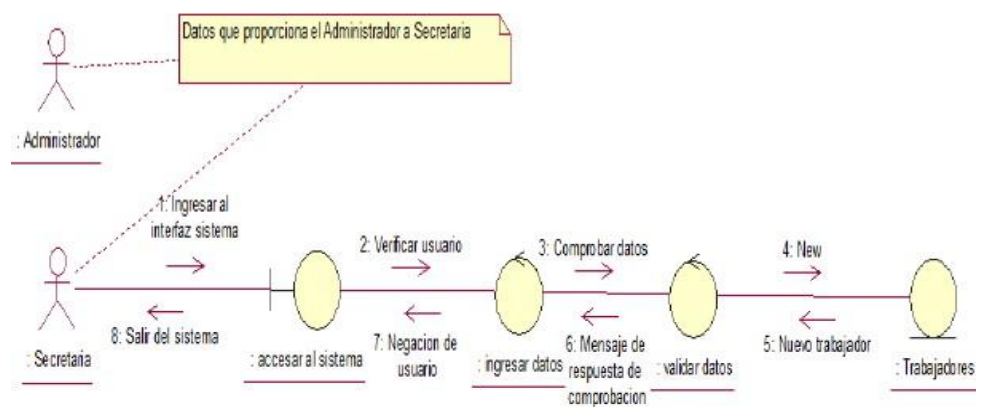 Datos que proporciona el Administrador a Secretaria
: Administrador
1: Ingresar al
interfaz sistema
2: Verificar usuario
3: Comprobar datos
4: New
8: Salir del sistema
7: Negacion de
usuario
6: Mensaje de
respuesta de
comprobacion
5: Nuevo trabajador
: Secretaria
: accesar al sistema
: ingresar datos
: validar datos
: Trabajadores